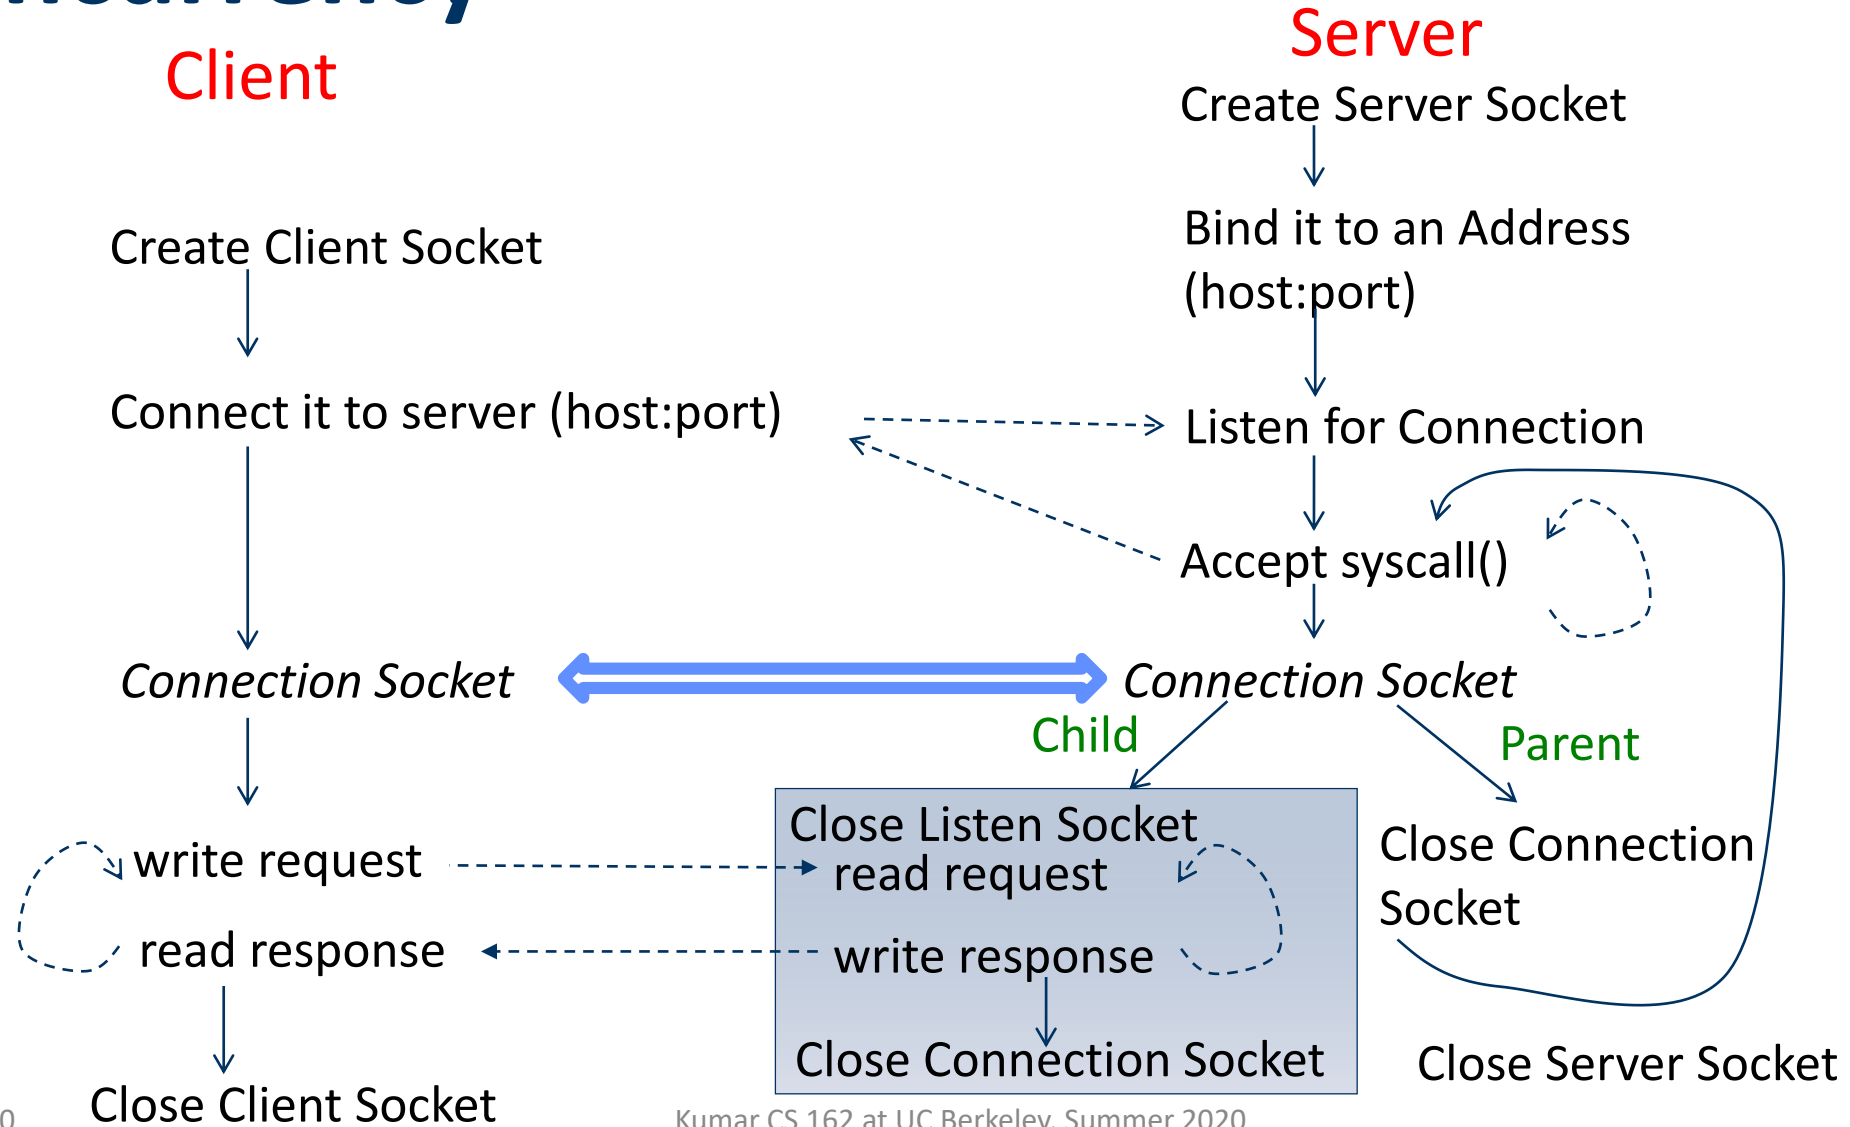 Client
Server
Create Server Socket
Bind it to an Address
(host:port)
Create Client Socket
Connect it to server (host:port)
Listen for Connection
Accept syscall()
Connection Socket
Connection Socket
Child
Parent
Close Listen Socket
write request
read request
Close Connection
Socket
read response
write response
Close Connection Socket
Close Server Socket
Close Client Socket
Kumar CS 162 at UC Berkeley, Summer 2020